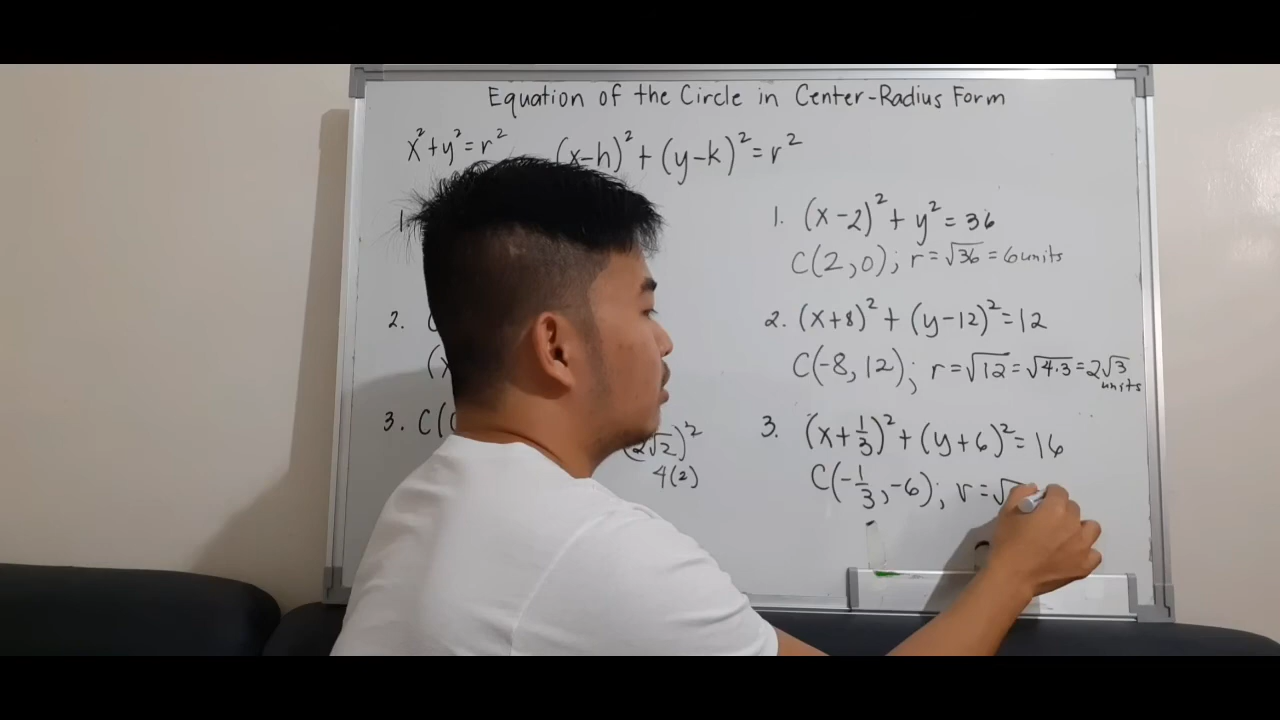 Equation of the Circle in Center-Radius Form
x² + y² = r²
(x-h)² + (y-k)² = r²
1.
2.
(x
3. C(
(2√2)²
4(2)
1. (x-2)² + y² = 36
C(2,0); r = √36 = 6 units
2. (x+8)² + (y-12)² = 12
C(-8, 12); r = √12 = √4·3 = 2√3
units
3. (x+1/3)² + (y+6)² = 16
C(-1/3, -6); r = √